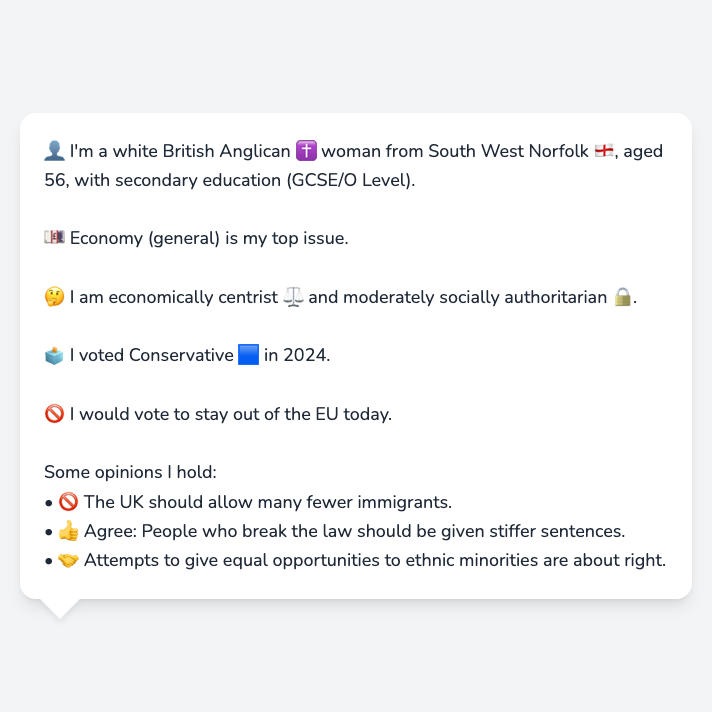 👤 I'm a white British Anglican ✝️ woman from South West Norfolk 🏴󠁧󠁢󠁥󠁮󠁧󠁿, aged
56, with secondary education (GCSE/O Level).
💷 Economy (general) is my top issue.
🤔 I am economically centrist ⚖️ and moderately socially authoritarian 🔒.
🗳️ I voted Conservative 🟦 in 2024.
🚫 I would vote to stay out of the EU today.
Some opinions I hold:
• 🚫 The UK should allow many fewer immigrants.
• 👍 Agree: People who break the law should be given stiffer sentences.
• 🤝 Attempts to give equal opportunities to ethnic minorities are about right.